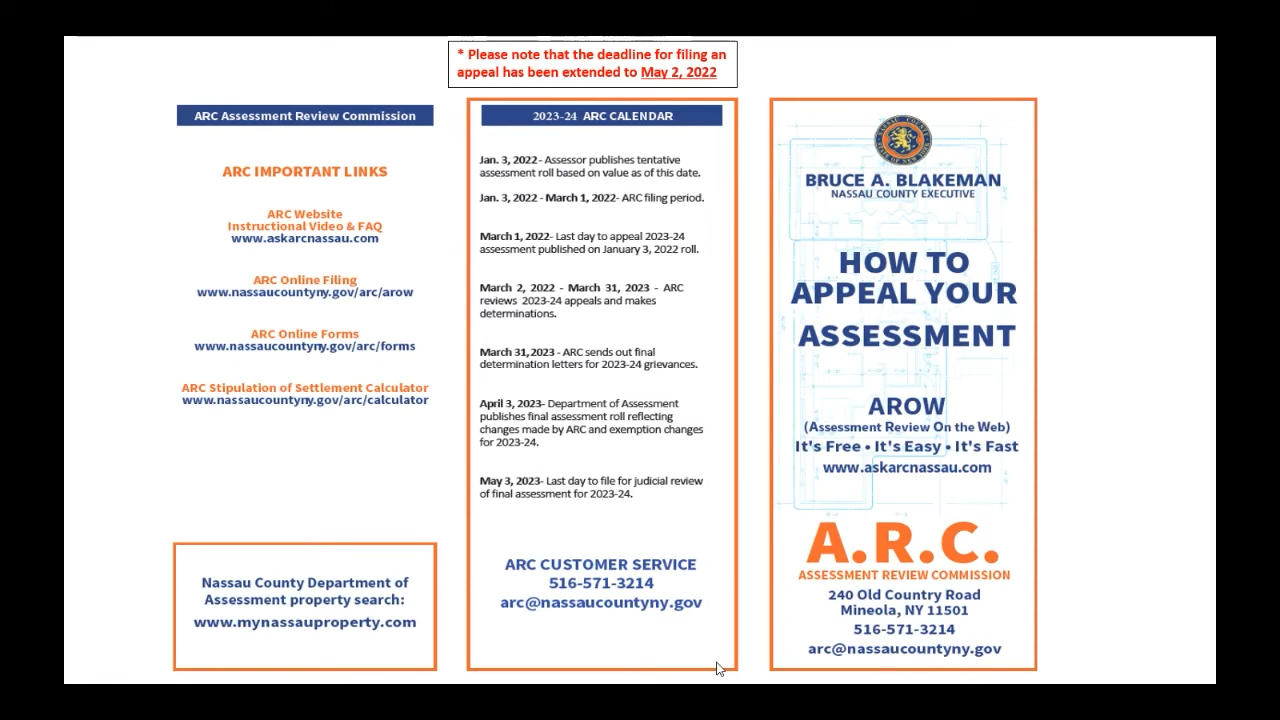 * Please note that the deadline for filing an
appeal has been extended to May 2, 2022
ARC Assessment Review Commission
ARC IMPORTANT LINKS
ARC Website
Instructional Video & FAQ
www.askarcnassau.com
ARC Online Filing
www.nassaucountyny.gov/arc/arow
ARC Online Forms
www.nassaucountyny.gov/arc/forms
ARC Stipulation of Settlement Calculator
www.nassaucountyny.gov/arc/calculator
Nassau County Department of
Assessment property search:
www.mynassauproperty.com
2023-24 ARC CALENDAR
Jan. 3, 2022- Assessor publishes tentative
assessment roll based on value as of this date.
Jan. 3, 2022 - March 1, 2022- ARC filing period.
March 1, 2022- Last day to appeal 2023-24
assessment published on January 3, 2022 roll.
March 2, 2022 - March 31, 2023 - ARC
reviews 2023-24 appeals and makes
determinations.
March 31, 2023 - ARC sends out final
determination letters for 2023-24 grievances.
April 3, 2023- Department of Assessment
publishes final assessment roll reflecting
changes made by ARC and exemption changes
for 2023-24.
May 3, 2023- Last day to file for judicial review
of final assessment for 2023-24.
ARC CUSTOMER SERVICE
516-571-3214
arc@nassaucountyny.gov
BRUCE A. BLAKEMAN
NASSAU COUNTY EXECUTIVE
HOW TO
APPEAL YOUR
ASSESSMENT
AROW
(Assessment Review On the Web)
It's Free • It's Easy • It's Fast
www.askarcnassau.com
A.R.C.
ASSESSMENT REVIEW COMMISSION
240 Old Country Road
Mineola, NY 11501
516-571-3214
arc@nassaucountyny.gov